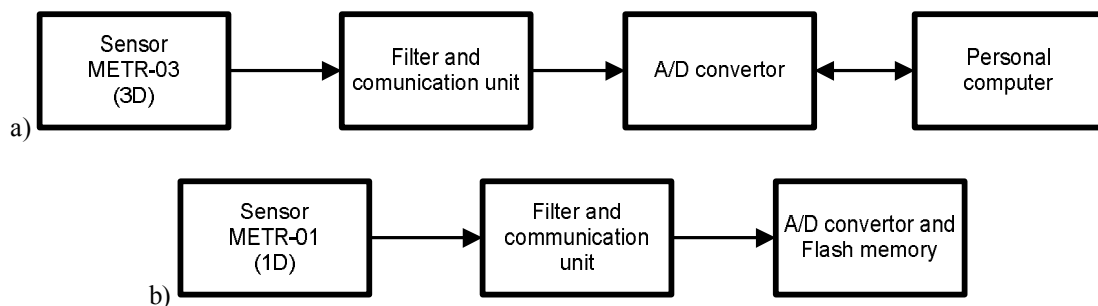 Sensor
METR-03
(3D)
Filter and
comunication unit
A/D convertor
Personal
computer
a)
Sensor
METR-01
(1D)
Filter and
communication
unit
A/D convertor and
Flash memory
b)